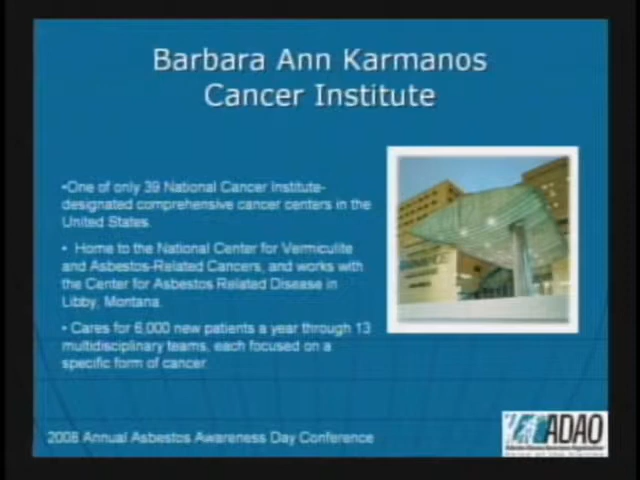 Barbara Ann Karmanos
Cancer Institute
•One of only 39 National Cancer Institute-
designated comprehensive cancer centers in the
United States.
• Home to the National Center for Vermiculite
and Asbestos-Related Cancers, and works with
the Center for Asbestos Related Disease in
Libby, Montana.
• Cares for 6,000 new patients a year through 13
multidisciplinary teams, each focused on a
specific form of cancer.
2008 Annual Asbestos Awareness Day Conference
ADAO